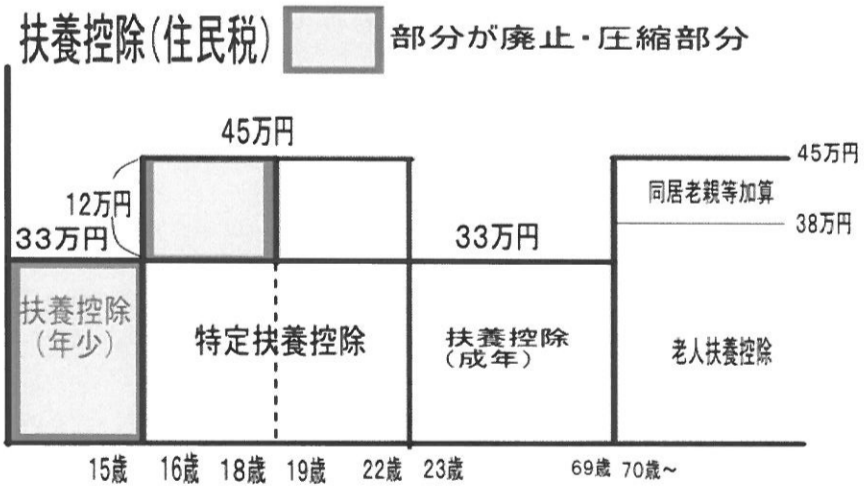 扶養控除(住民税) 部分が廃止・圧縮部分
45万円
45万円
同居老親等加算
12万円
38万円
33万円
33万円
扶養控除
(年少)
特定扶養控除
扶養控除
(成年)
老人扶養控除
15歳 16歳 18歳 19歳 22歳 23歳 69歳 70歳～